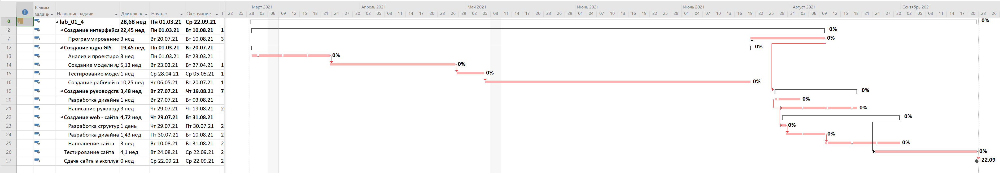 Режим задачи Название задачи Длительнс Начало Окончание П
Март 2021 Апрель 2021 Май 2021 Июнь 2021 Июль 2021 Август 2021 Сентябрь 2021
22 25 28 03 06 09 12 15 18 21 24 27 30 02 05 08 11 14 17 20 23 26 29 02 05 08 11 14 17 20 23 26 29 01 04 07 10 13 16 19 22 25 28 01 04 07 10 13 16 19 22 25 28 31 03 06 09 12 15 18 21 24 27 30 02 05 08 11 14 17 20 23 26
0 lab_01_4 28,68 нед Пн 01.03.21 Ср 22.09.21 0%
2 Создание интерфейса 22,45 нед Пн 01.03.21 Вт 10.08.21 1 0%
7 Программирование 3 нед Вт 20.07.21 Вт 10.08.21 3 0%
12 Создание ядра GIS 19,45 нед Пн 01.03.21 Вт 20.07.21 0%
13 Анализ и проектиро 3 нед Пн 01.03.21 Вт 23.03.21 0%
14 Создание модели яд 5,13 нед Вт 23.03.21 Вт 27.04.21 1 0%
15 Тестирование модел 1 нед Ср 28.04.21 Ср 05.05.21 1 0%
16 Создание рабочей в 10,25 нед Чт 06.05.21 Вт 20.07.21 1 0%
19 Создание руководств 3,48 нед Вт 27.07.21 Чт 19.08.21 7 0%
20 Разработка дизайна 1 нед Вт 27.07.21 Вт 03.08.21 0%
21 Написание руковод 3 нед Чт 29.07.21 Чт 19.08.21 2 0%
22 Создание web - сайта 4,72 нед Чт 29.07.21 Вт 31.08.21 0%
23 Разработка структур 1 день Чт 29.07.21 Пт 30.07.21 2 0%
24 Разработка дизайна 1,43 нед Пт 30.07.21 Вт 10.08.21 2 0%
25 Наполнение сайта 3 нед Вт 10.08.21 Вт 31.08.21 2 0%
26 Тестирование сайта 4,1 нед Вт 24.08.21 Ср 22.09.21 2 0%
27 Сдача сайта в эксплуа 0 нед Ср 22.09.21 Ср 22.09.21 2 22.09